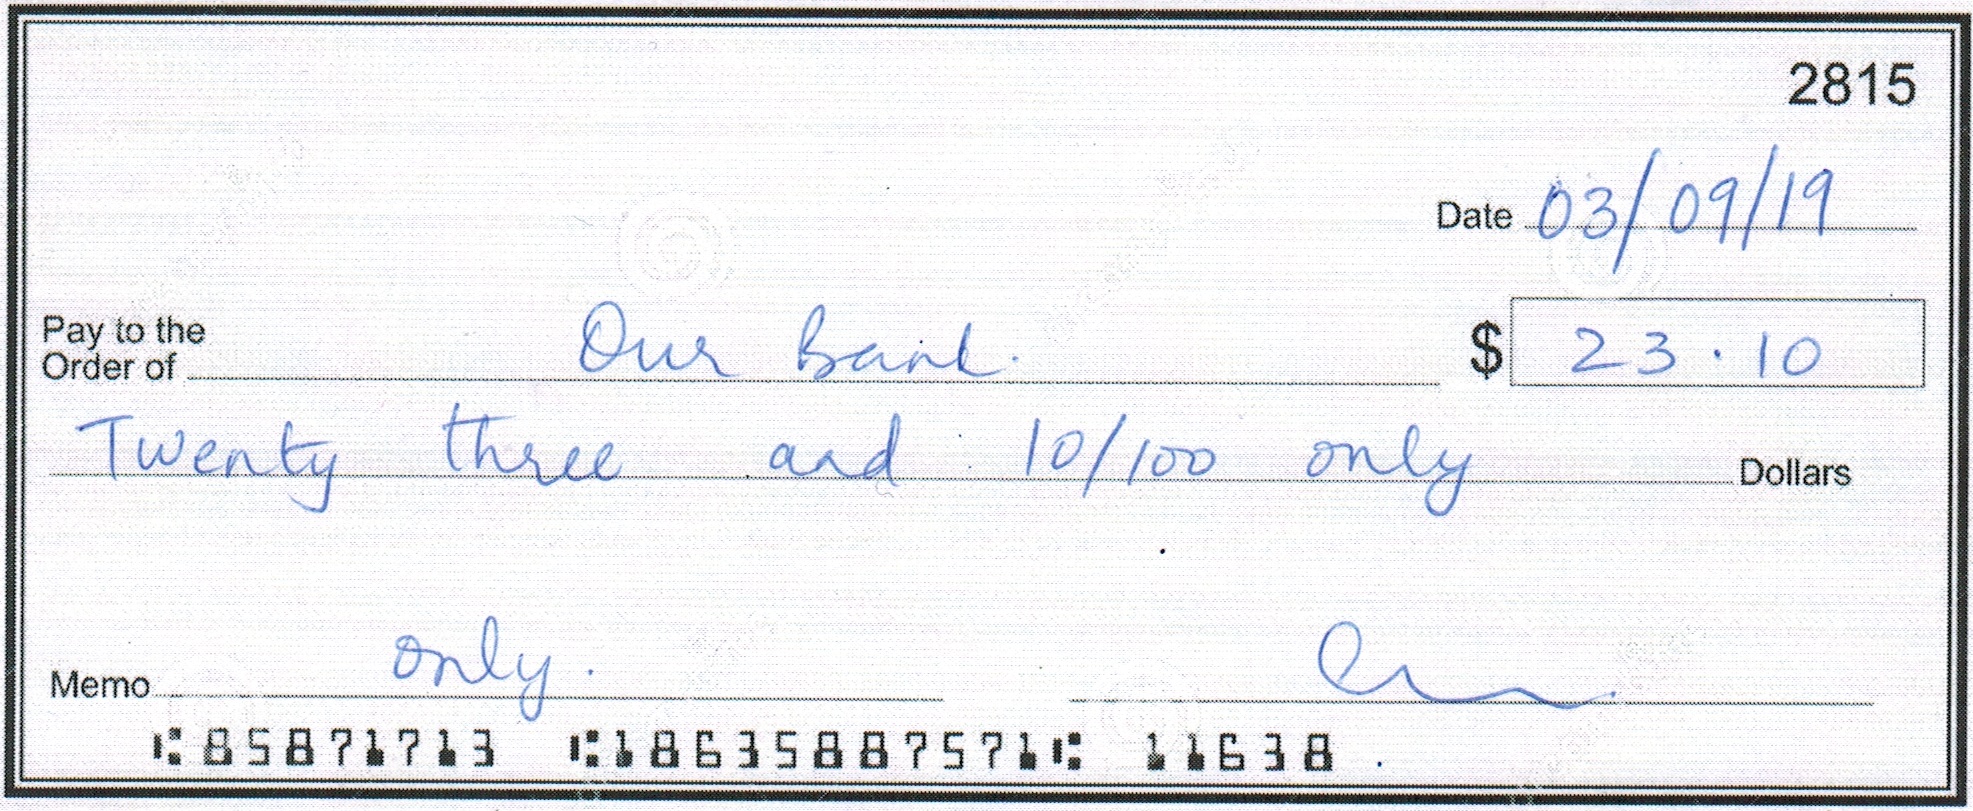 2815
Date 03/09/19
Pay to the
Order of Our Bank.
$ 23.10
Twenty three and 10/100 only Dollars
Memo only.
⑆85871713 ⑆18635887571⑆ 11638